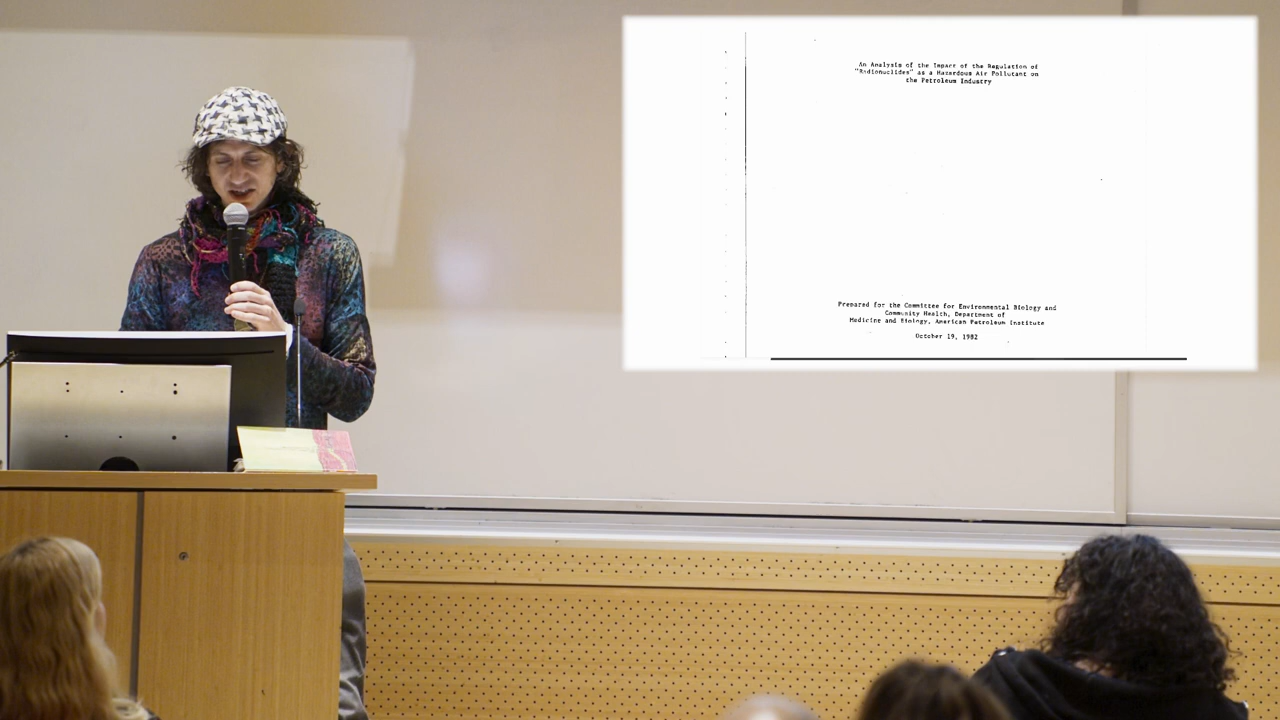 An Analysis of the Impact of the Regulation of
"Radionuclides" as a Hazardous Air Pollutant on
the Petroleum Industry
Prepared for the Committee for Environmental Biology and
Community Health, Department of
Medicine and Biology, American Petroleum Institute
October 19, 1982